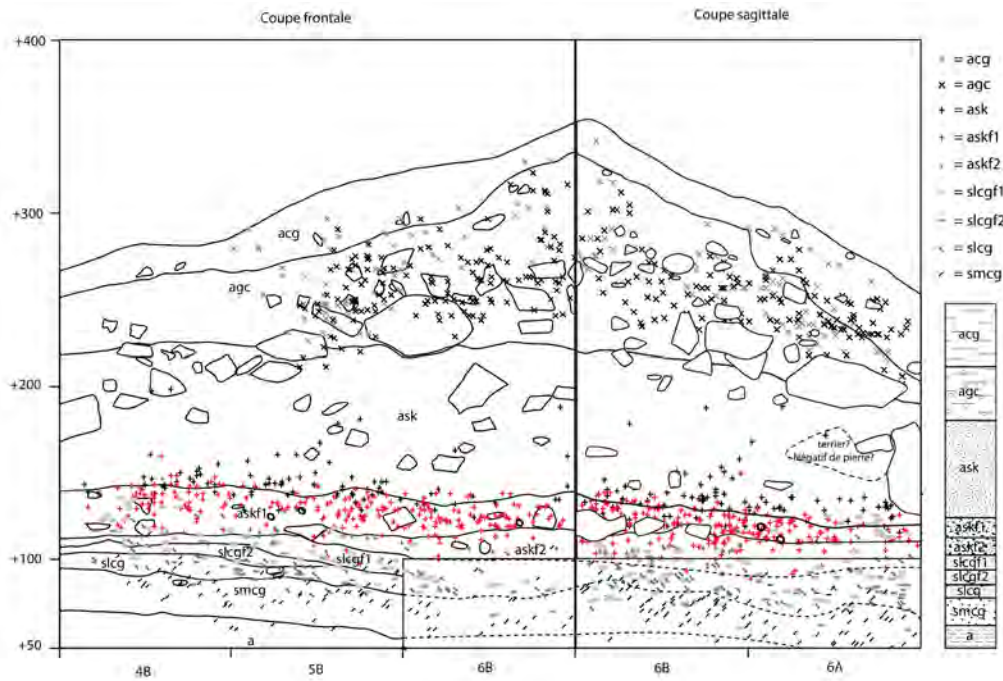 Coupe frontale
Coupe sagittale
+400
+300
+200
+100
+50
acg
agc
ask
askf1
askf2
slcgf2
slcgf1
slcg
smcg
a
terrier?
Négatif de pierre?
4B
5B
6B
6B
6A
= acg
= agc
= ask
= askf1
= askf2
= slcgf1
= slcgf2
= slcg
= smcg
acg
agc
ask
askf1
askf2
slcgf1
slcgf2
slcg
smcg
a